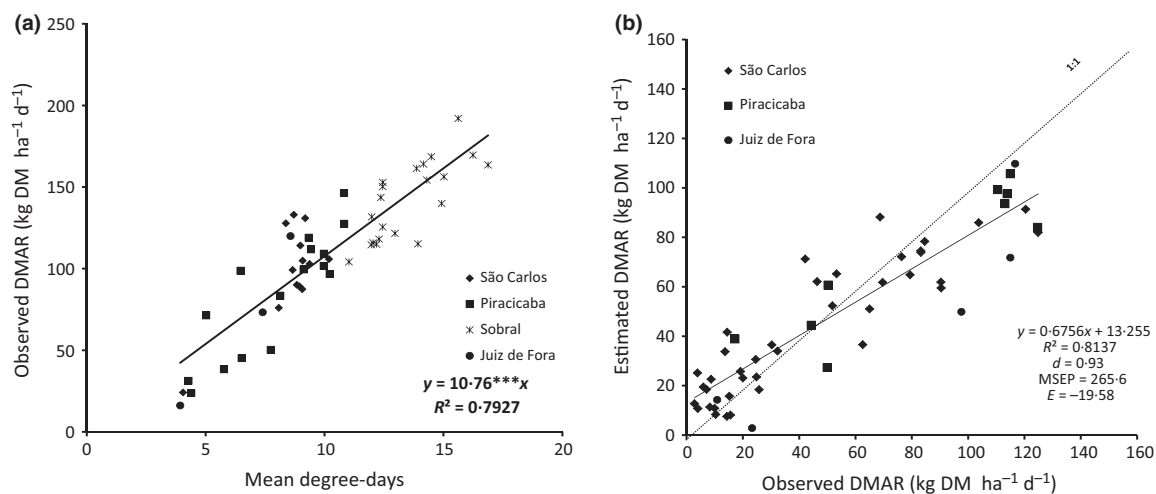 (a)
250
200
150
100
50
0
Observed DMAR (kg DM ha⁻¹ d⁻¹)
São Carlos
Piracicaba
Sobral
Juiz de Fora
y = 10·76***x
R² = 0·7927
0 5 10 15 20
Mean degree-days
(b)
160
140
120
100
80
60
40
20
0
Estimated DMAR (kg DM ha⁻¹ d⁻¹)
São Carlos
Piracicaba
Juiz de Fora
1:1
y = 0·6756x + 13·255
R² = 0·8137
d = 0·93
MSEP = 265·6
E = –19·58
0 20 40 60 80 100 120 140 160
Observed DMAR (kg DM ha⁻¹ d⁻¹)